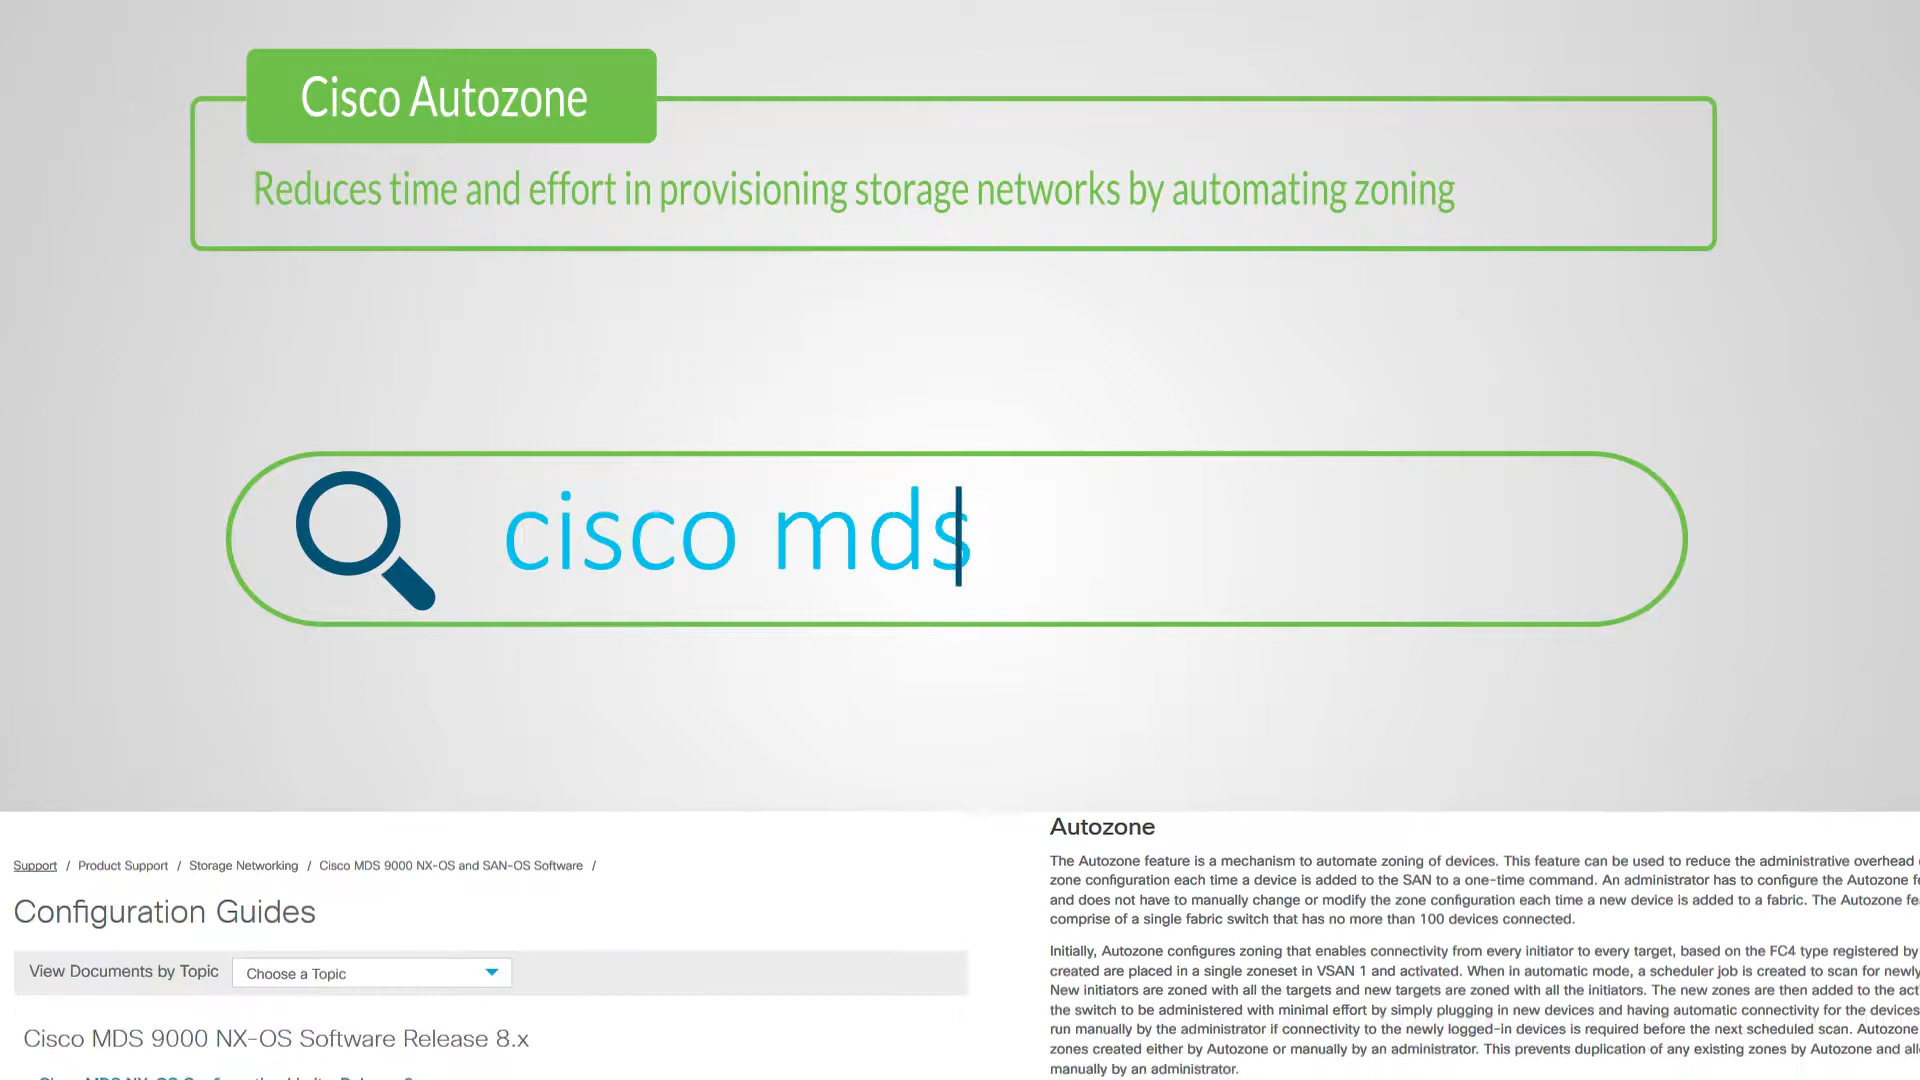 Cisco Autozone
Reduces time and effort in provisioning storage networks by automating zoning
cisco mds
Support / Product Support / Storage Networking / Cisco MDS 9000 NX-OS and SAN-OS Software /
Configuration Guides
View Documents by Topic Choose a Topic
Cisco MDS 9000 NX-OS Software Release 8.x
Autozone
The Autozone feature is a mechanism to automate zoning of devices. This feature can be used to reduce the administrative overhead
zone configuration each time a device is added to the SAN to a one-time command. An administrator has to configure the Autozone
and does not have to manually change or modify the zone configuration each time a new device is added to a fabric. The Autozone
comprise of a single fabric switch that has no more than 100 devices connected.
Initially, Autozone configures zoning that enables connectivity from every initiator to every target, based on the FC4 type registered by
created are placed in a single zoneset in VSAN 1 and activated. When in automatic mode, a scheduler job is created to scan for newly
New initiators are zoned with all the targets and new targets are zoned with all the initiators. The new zones are then added to the
the switch to be administered with minimal effort by simply plugging in new devices and having automatic connectivity for the devices
run manually by the administrator if connectivity to the newly logged-in devices is required before the next scheduled scan. Autozone
zones created either by Autozone or manually by an administrator. This prevents duplication of any existing zones by Autozone and
manually by an administrator.